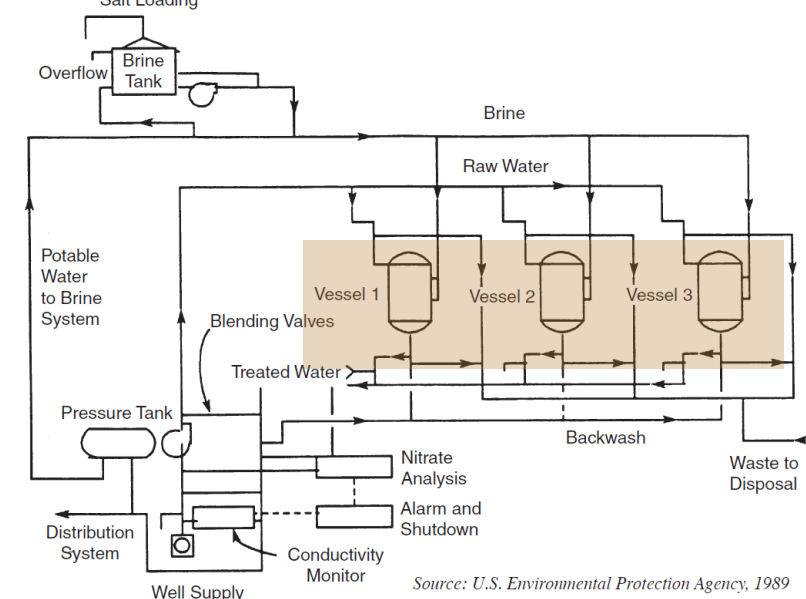 Salt Loading
Brine
Tank
Overflow
Brine
Raw Water
Potable
Water
to Brine
System
Vessel 1
Vessel 2
Vessel 3
Blending Valves
Treated Water
Pressure Tank
Backwash
Nitrate
Analysis
Waste to
Disposal
Alarm and
Shutdown
Distribution
System
Conductivity
Monitor
Well Supply
Source: U.S. Environmental Protection Agency, 1989